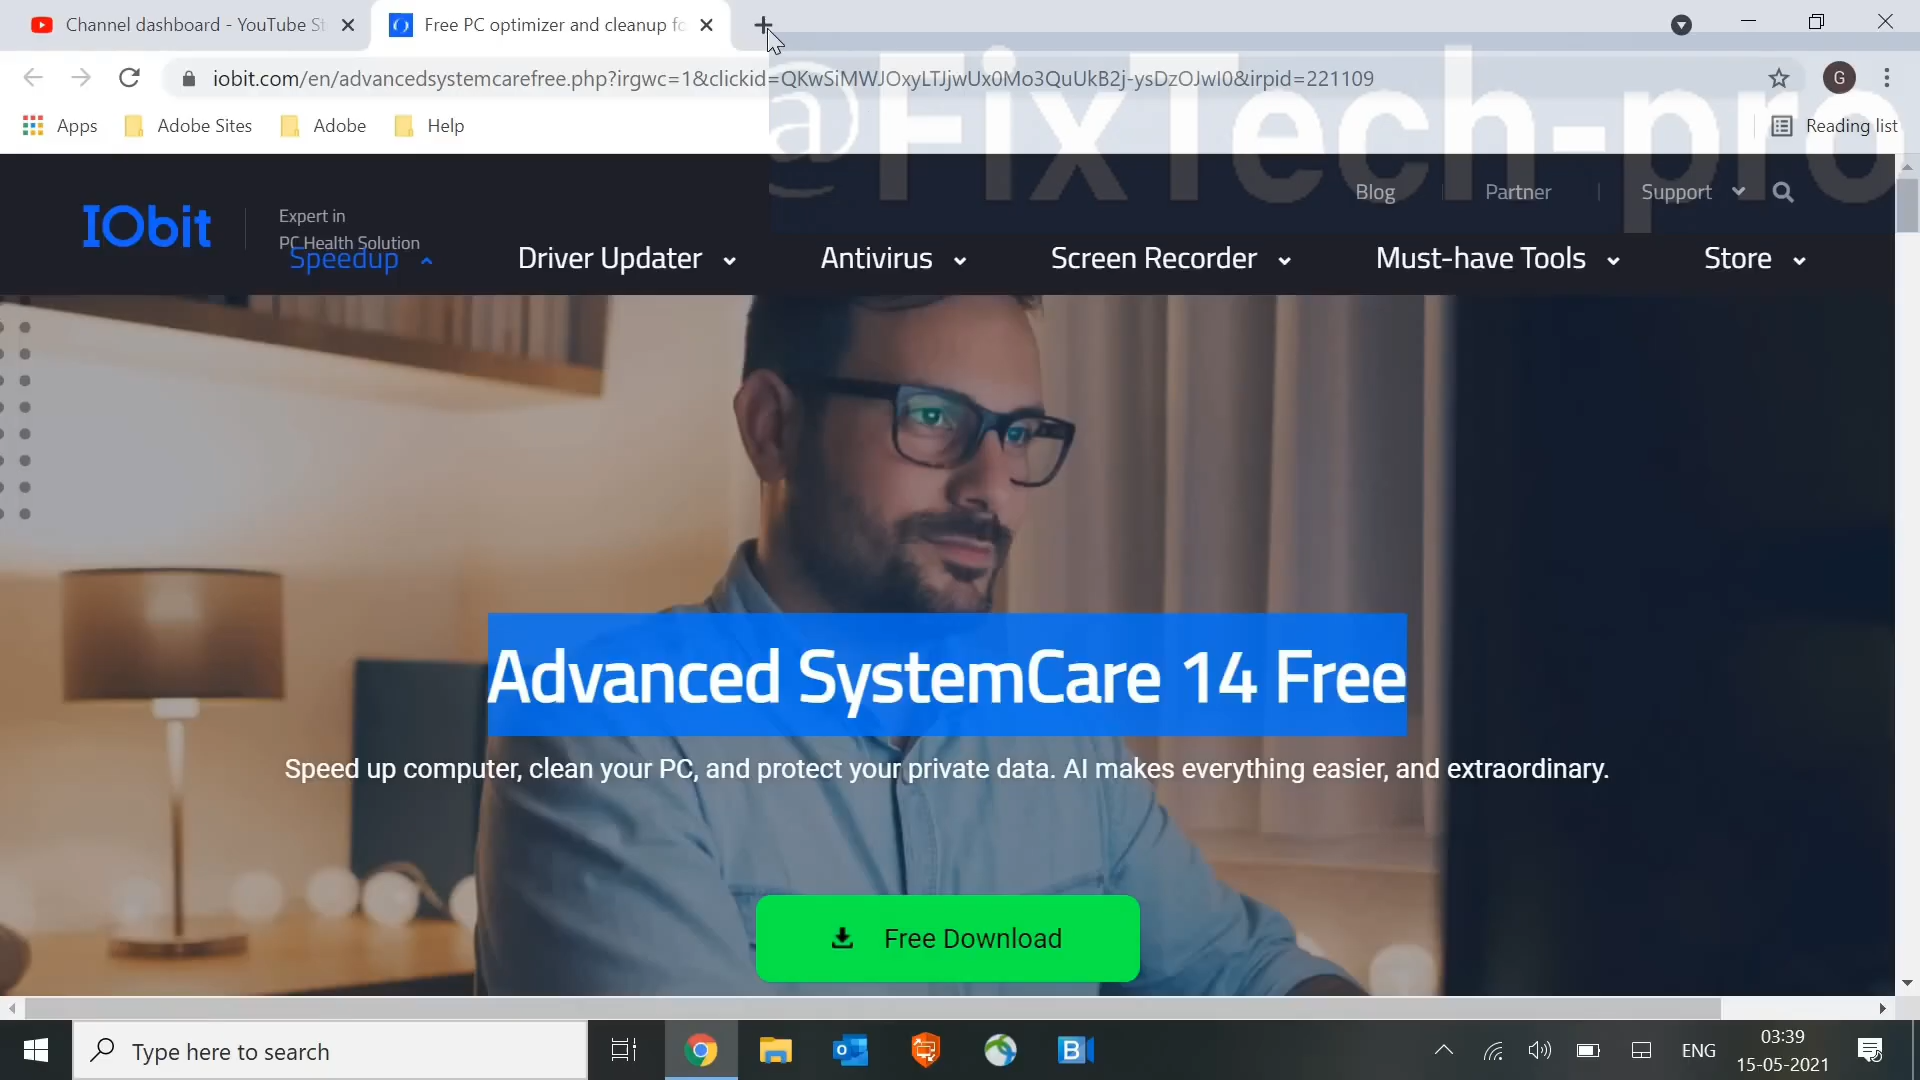 Channel dashboard - YouTube St
Free PC optimizer and cleanup fo
iobit.com/en/advancedsystemcarefree.php?irgwc=1&clickid=QKwSiMWJOxyLTJjwUx0Mo3QuUkB2j-ysDzOJwI0&irpid=221109
G
Apps
Adobe Sites
Adobe
Help
Reading list
@FixTech-pro
IObit
Expert in
PC Health Solution
Blog
Partner
Support
Speedup
Driver Updater
Antivirus
Screen Recorder
Must-have Tools
Store
Advanced SystemCare 14 Free
Speed up computer, clean your PC, and protect your private data. AI makes everything easier, and extraordinary.
Free Download
Type here to search
ENG
03:39
15-05-2021